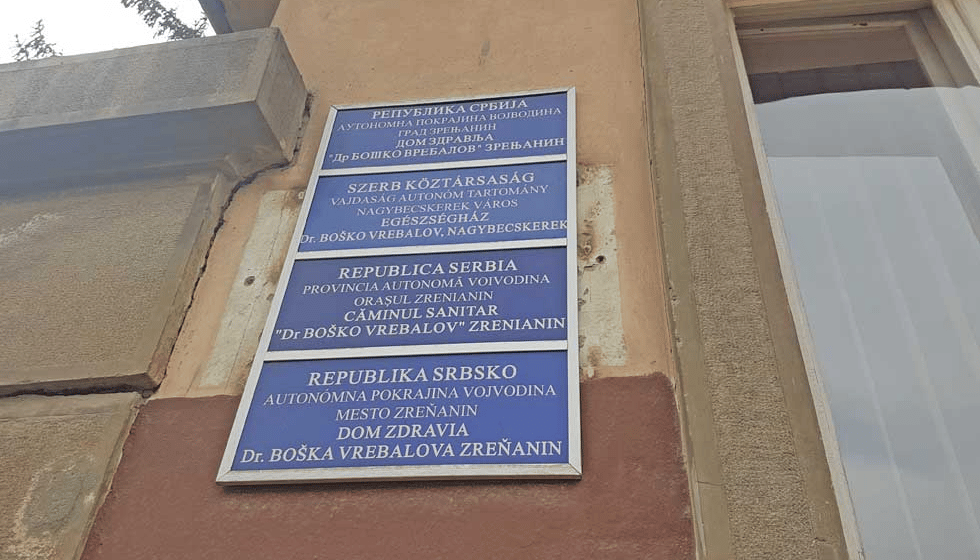 РЕПУБЛИКА СРБИЈА
АУТОНОМНА ПОКРАЈИНА ВОЈВОДИНА
ГРАД ЗРЕЊАНИН
ДОМ ЗДРАВЉА
"Др БОШКО ВРЕБАЛОВ" ЗРЕЊАНИН
SZERB KÖZTÁRSASÁG
VAJDASÁG AUTONÓM TARTOMÁNY
NAGYBECSKEREK VÁROS
EGÉSZSÉGHÁZ
Dr. BOŠKO VREBALOV, NAGYBECSKEREK
REPUBLICA SERBIA
PROVINCIA AUTONOMĂ VOIVODINA
ORAȘUL ZRENIANIN
CĂMINUL SANITAR
"Dr BOŠKO VREBALOV" ZRENIANIN
REPUBLIKA SRBSKO
AUTONÓMNA POKRAJINA VOJVODINA
MESTO ZREŇANIN
DOM ZDRAVIA
Dr. BOŠKA VREBALOVA ZREŇANIN